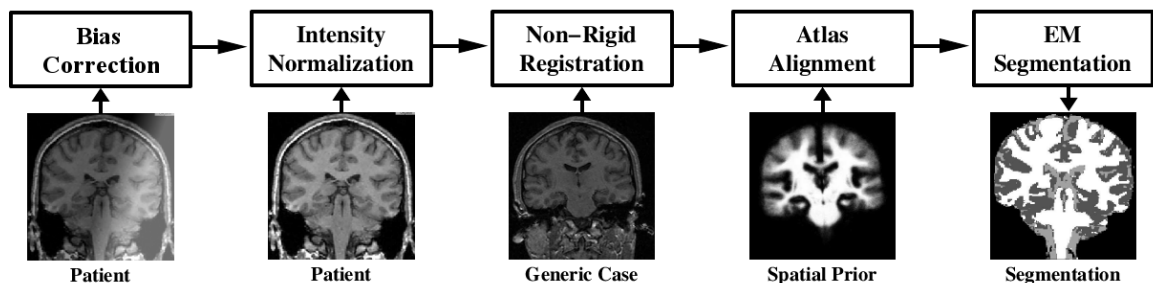 Bias
Correction
Intensity
Normalization
Non-Rigid
Registration
Atlas
Alignment
EM
Segmentation
Patient
Patient
Generic Case
Spatial Prior
Segmentation